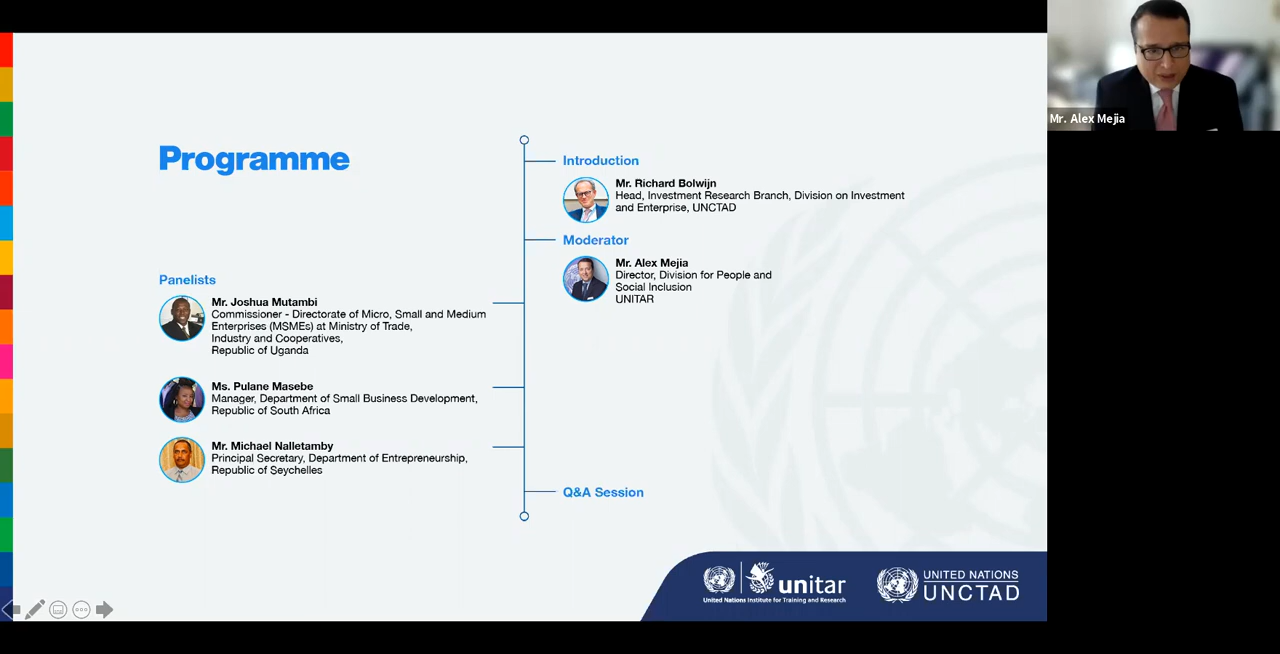 Programme
Introduction
Mr. Richard Bolwijn
Head, Investment Research Branch, Division on Investment
and Enterprise, UNCTAD
Moderator
Mr. Alex Mejia
Director, Division for People and
Social Inclusion
UNITAR
Panelists
Mr. Joshua Mutambi
Commissioner - Directorate of Micro, Small and Medium
Enterprises (MSMEs) at Ministry of Trade,
Industry and Cooperatives,
Republic of Uganda
Ms. Pulane Masebe
Manager, Department of Small Business Development,
Republic of South Africa
Mr. Michael Nalletamby
Principal Secretary, Department of Entrepreneurship,
Republic of Seychelles
Q&A Session
unitar
United Nations Institute for Training and Research
UNITED NATIONS
UNCTAD
Mr. Alex Mejia